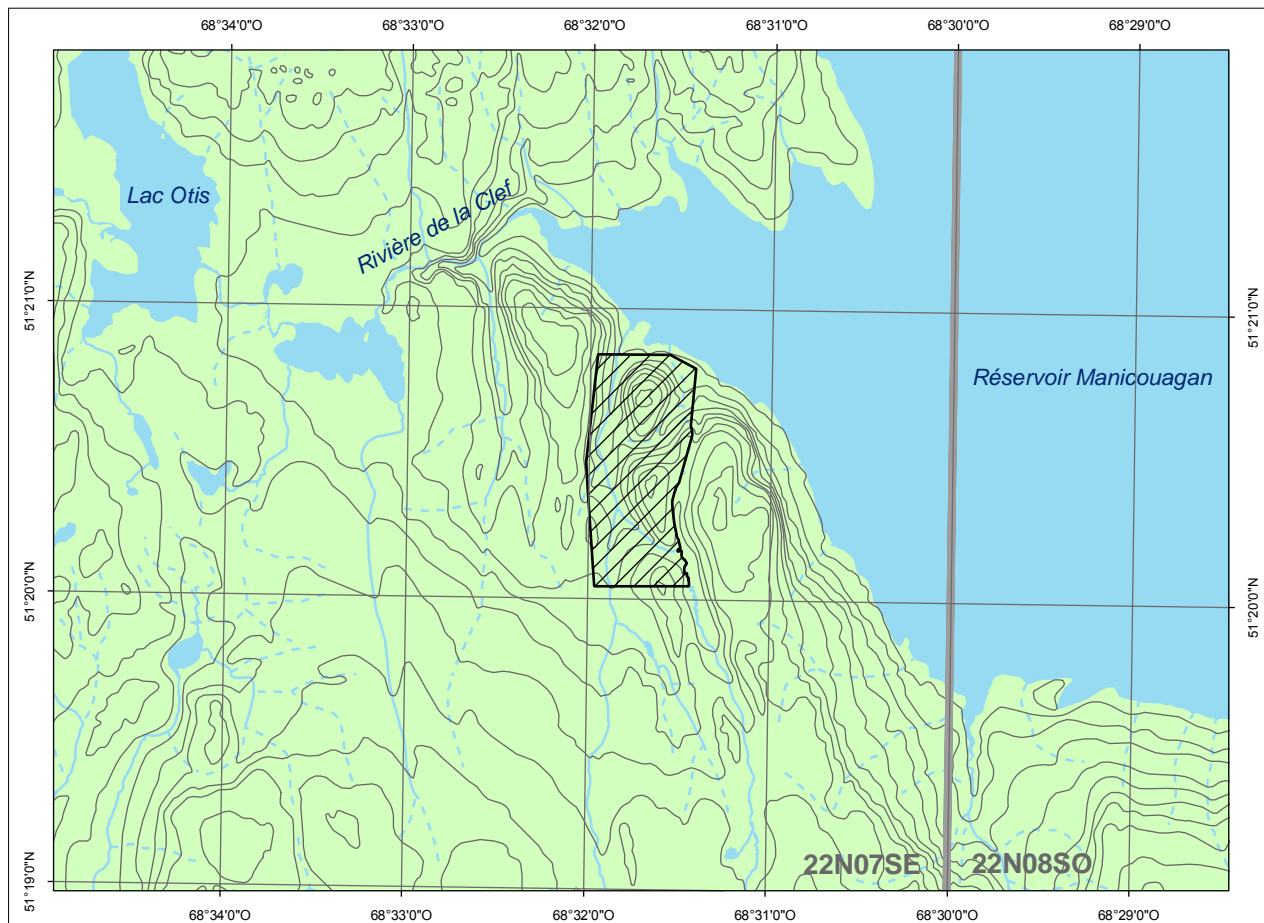 68°34'0"O 68°33'0"O 68°32'0"O 68°31'0"O 68°30'0"O 68°29'0"O
Lac Otis
Rivière de la Clef
51°21'0"N
51°21'0"N
Réservoir Manicouagan
51°20'0"N
51°20'0"N
51°19'0"N
22N07SE 22N08SO
68°34'0"O 68°33'0"O 68°32'0"O 68°31'0"O 68°30'0"O 68°29'0"O